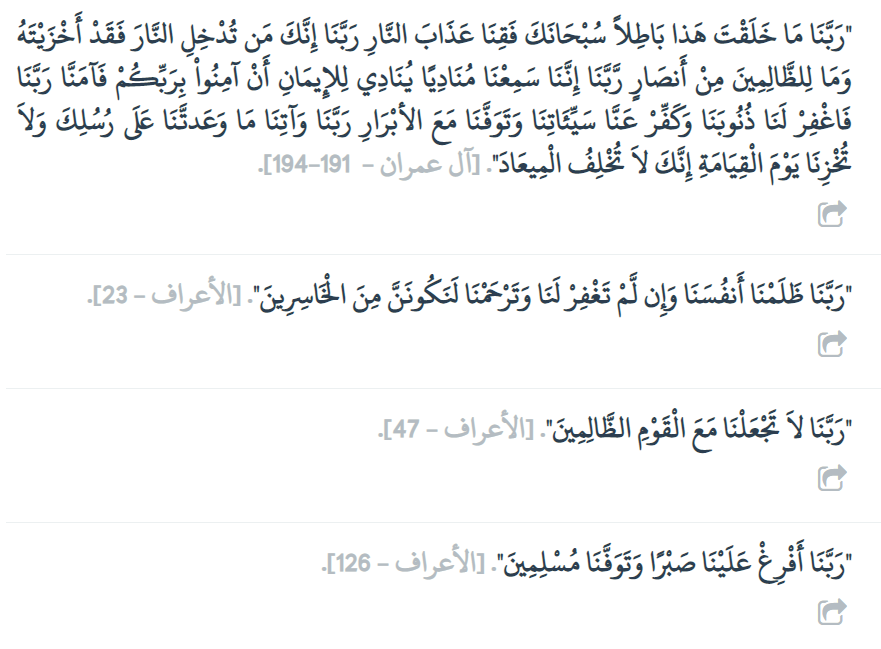 "رَبَّنَا مَا خَلَقْتَ هَذا بَاطِلاً سُبْحَانَكَ فَقِنَا عَذَابَ النَّارِ رَبَّنَا إِنَّكَ مَن تُدْخِلِ النَّارَ فَقَدْ أَخْزَيْتَهُ
وَمَا لِلظَّالِمِينَ مِنْ أَنصَارٍ رَّبَّنَا إِنَّنَا سَمِعْنَا مُنَادِيًا يُنَادِي لِلإِيمَانِ أَنْ آمِنُواْ بِرَبِّكُمْ فَآمَنَّا رَبَّنَا
فَاغْفِرْ لَنَا ذُنُوبَنَا وَكَفِّرْ عَنَّا سَيِّئَاتِنَا وَتَوَفَّنَا مَعَ الأبْرَارِ رَبَّنَا وَآتِنَا مَا وَعَدتَّنَا عَلَى رُسُلِكَ وَلاَ
تُخْزِنَا يَوْمَ الْقِيَامَةِ إِنَّكَ لاَ تُخْلِفُ الْمِيعَادَ". [آل عمران – 191–194].
"رَبَّنَا ظَلَمْنَا أَنفُسَنَا وَإِن لَّمْ تَغْفِرْ لَنَا وَتَرْحَمْنَا لَنَكُونَنَّ مِنَ الْخَاسِرِينَ". [الأعراف – 23].
"رَبَّنَا لاَ تَجْعَلْنَا مَعَ الْقَوْمِ الظَّالِمِينَ". [الأعراف – 47].
"رَبَّنَا أَفْرِغْ عَلَيْنَا صَبْرًا وَتَوَفَّنَا مُسْلِمِينَ". [الأعراف – 126].